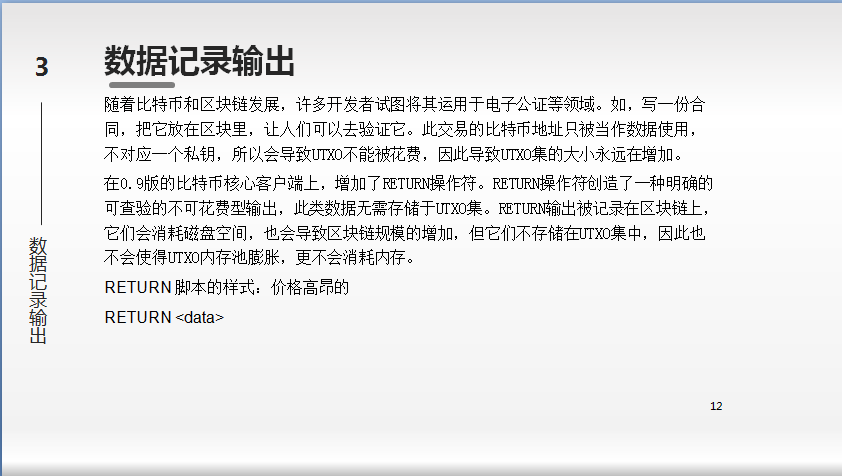 3
数据记录输出
数据记录输出
随着比特币和区块链发展，许多开发者试图将其运用于电子公证等领域。如，写一份合
同，把它放在区块里，让人们可以去验证它。此交易的比特币地址只被当作数据使用，
不对应一个私钥，所以会导致UTXO不能被花费，因此导致UTXO集的大小永远在增加。
在0.9版的比特币核心客户端上，增加了RETURN操作符。RETURN操作符创造了一种明确的
可查验的不可花费型输出，此类数据无需存储于UTXO集。RETURN输出被记录在区块链上，
它们会消耗磁盘空间，也会导致区块链规模的增加，但它们不存储在UTXO集中，因此也
不会使得UTXO内存池膨胀，更不会消耗内存。
RETURN 脚本的样式：价格高昂的
RETURN <data>
12